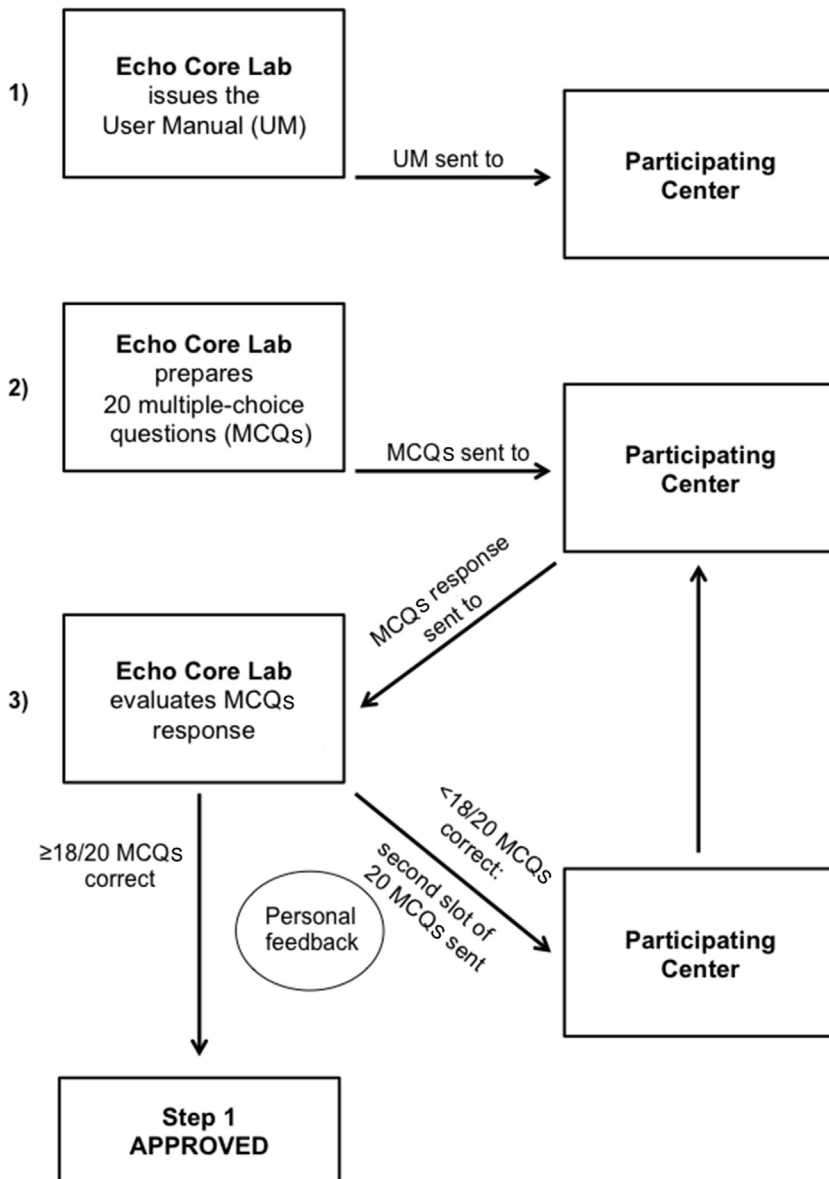 1)
Echo Core Lab
issues the
User Manual (UM)
UM sent to
Participating
Center
2)
Echo Core Lab
prepares
20 multiple-choice
questions (MCQs)
MCQs sent to
Participating
Center
MCQs response
sent to
3)
Echo Core Lab
evaluates MCQs
response
≥18/20 MCQs
correct
Personal
feedback
<18/20 MCQs
correct:
second slot of
20 MCQs sent
Participating
Center
Step 1
APPROVED